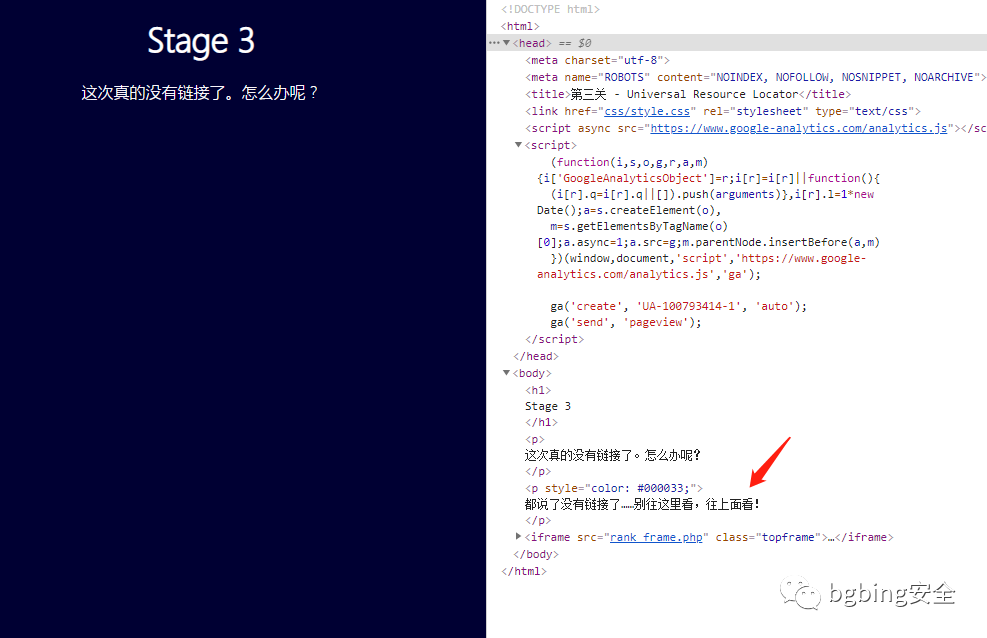 Stage 3
这次真的没有链接了。怎么办呢？
<!DOCTYPE html>
<html>
••• ▼<head> == $0
<meta charset="utf-8">
<meta name="ROBOTS" content="NOINDEX, NOFOLLOW, NOSNIPPET, NOARCHIVE">
<title>第三关 - Universal Resource Locator</title>
<link href="css/style.css" rel="stylesheet" type="text/css">
<script async src="https://www.google-analytics.com/analytics.js"></sc
▼<script>
(function(i,s,o,g,r,a,m)
{i['GoogleAnalyticsObject']=r;i[r]=i[r]||function(){
(i[r].q=i[r].q||[]).push(arguments)},i[r].l=1*new
Date();a=s.createElement(o),
m=s.getElementsByTagName(o)
[0];a.async=1;a.src=g;m.parentNode.insertBefore(a,m)
})(window,document,'script','https://www.google-
analytics.com/analytics.js','ga');
ga('create', 'UA-100793414-1', 'auto');
ga('send', 'pageview');
</script>
</head>
▼<body>
<h1>
Stage 3
</h1>
<p>
这次真的没有链接了。怎么办呢?
</p>
<p style="color: #000033;">
都说了没有链接了……别往这里看，往上面看!
</p>
▶<iframe src="rank_frame.php" class="topframe">…</iframe>
</body>
</html>
bgbing安全